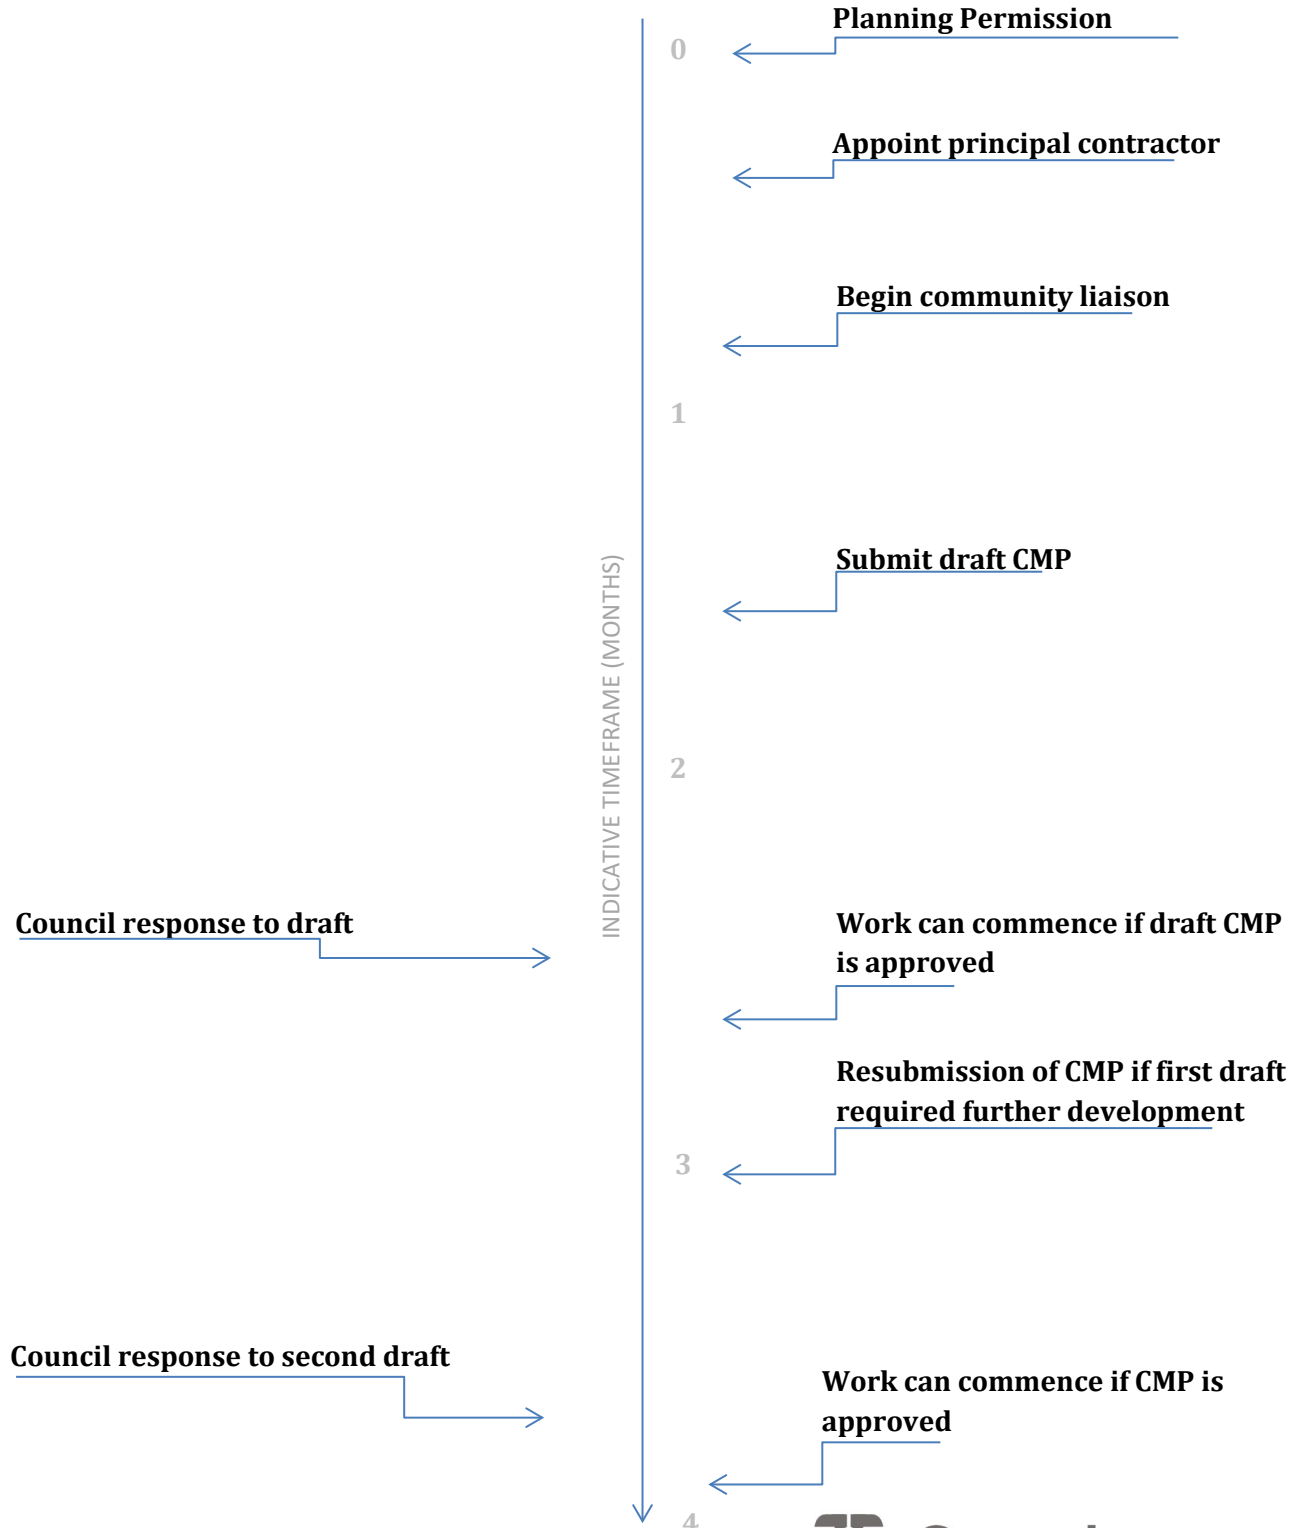 Planning Permission
0
Appoint principal contractor
Begin community liaison
1
Submit draft CMP
INDICATIVE TIMEFRAME (MONTHS)
2
Council response to draft
Work can commence if draft CMP
is approved
Resubmission of CMP if first draft
required further development
3
Council response to second draft
Work can commence if CMP is
approved
4